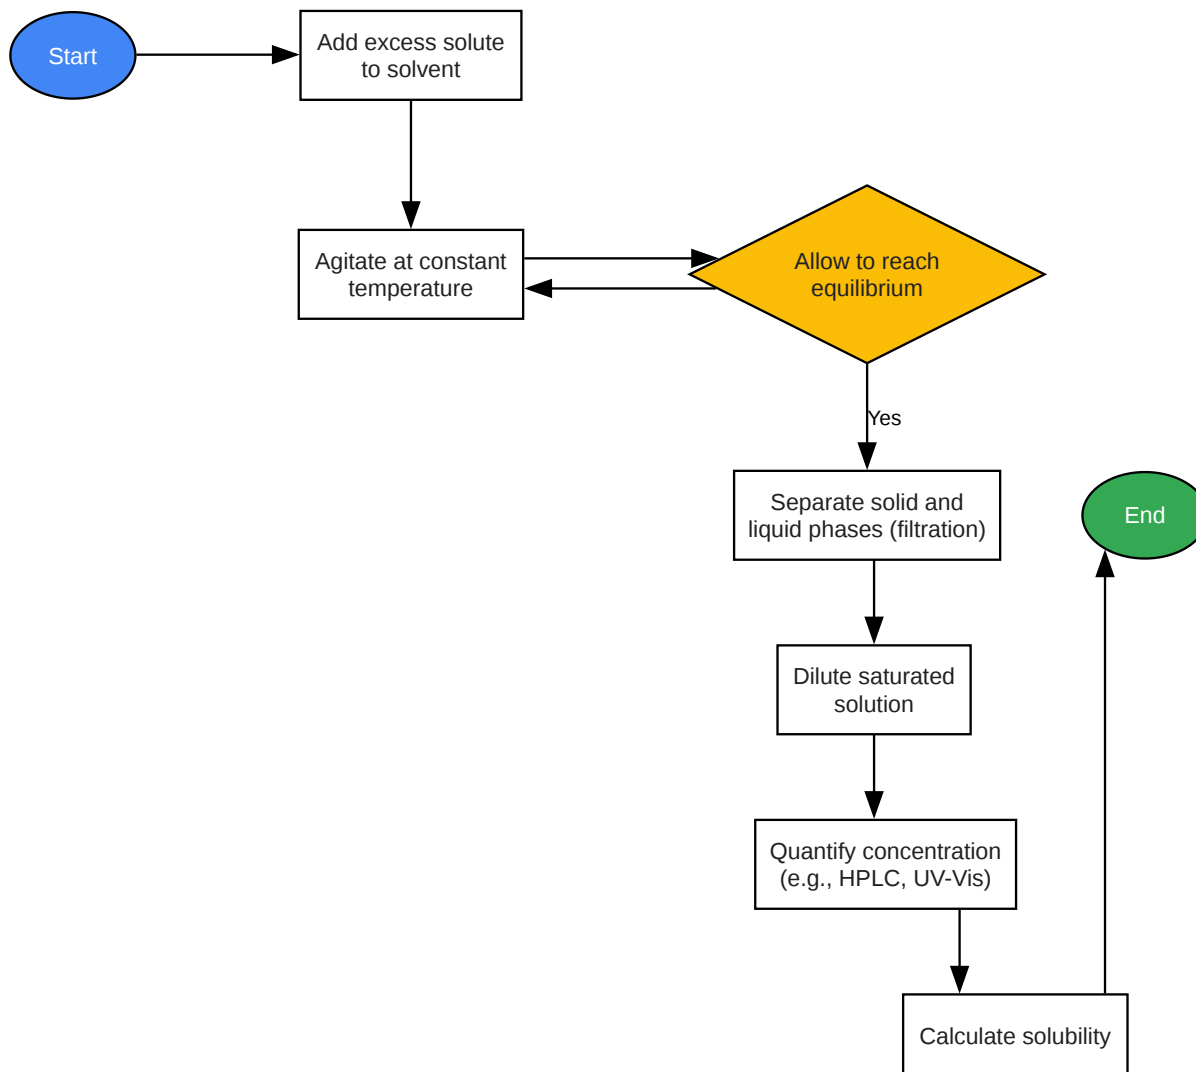 Start
Add excess solute
to solvent
Agitate at constant
temperature
Allow to reach
equilibrium
Yes
Separate solid and
liquid phases (filtration)
End
Dilute saturated
solution
Quantify concentration
(e.g., HPLC, UV-Vis)
Calculate solubility